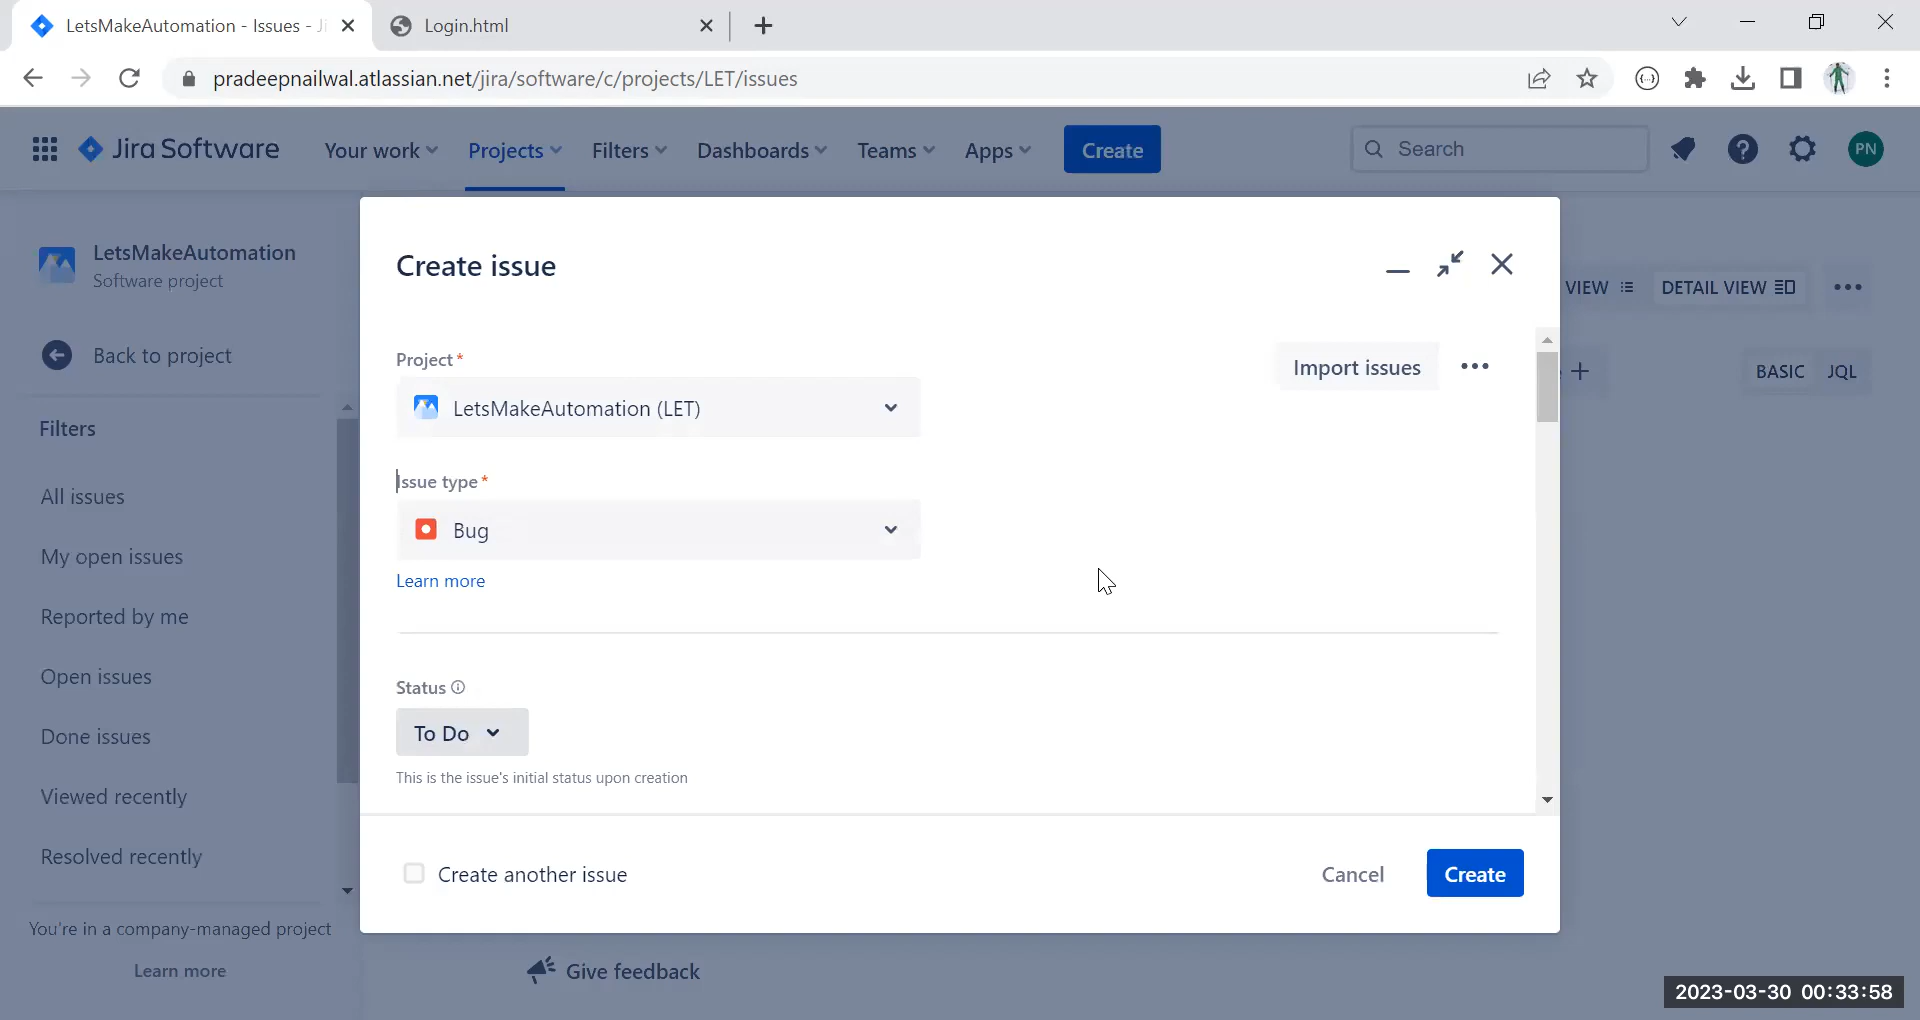 LetsMakeAutomation - Issues - Ji
Login.html
pradeepnailwal.atlassian.net/jira/software/c/projects/LET/issues
Jira Software
Your work
Projects
Filters
Dashboards
Teams
Apps
Create
Search
PN
LetsMakeAutomation
Software project
Back to project
Filters
All issues
My open issues
Reported by me
Open issues
Done issues
Viewed recently
Resolved recently
You're in a company-managed project
Learn more
Create issue
VIEW
DETAIL VIEW
BASIC
JQL
Project*
Import issues
LetsMakeAutomation (LET)
Issue type*
Bug
Learn more
Status
To Do
This is the issue's initial status upon creation
Create another issue
Cancel
Create
Give feedback
2023-03-30 00:33:58